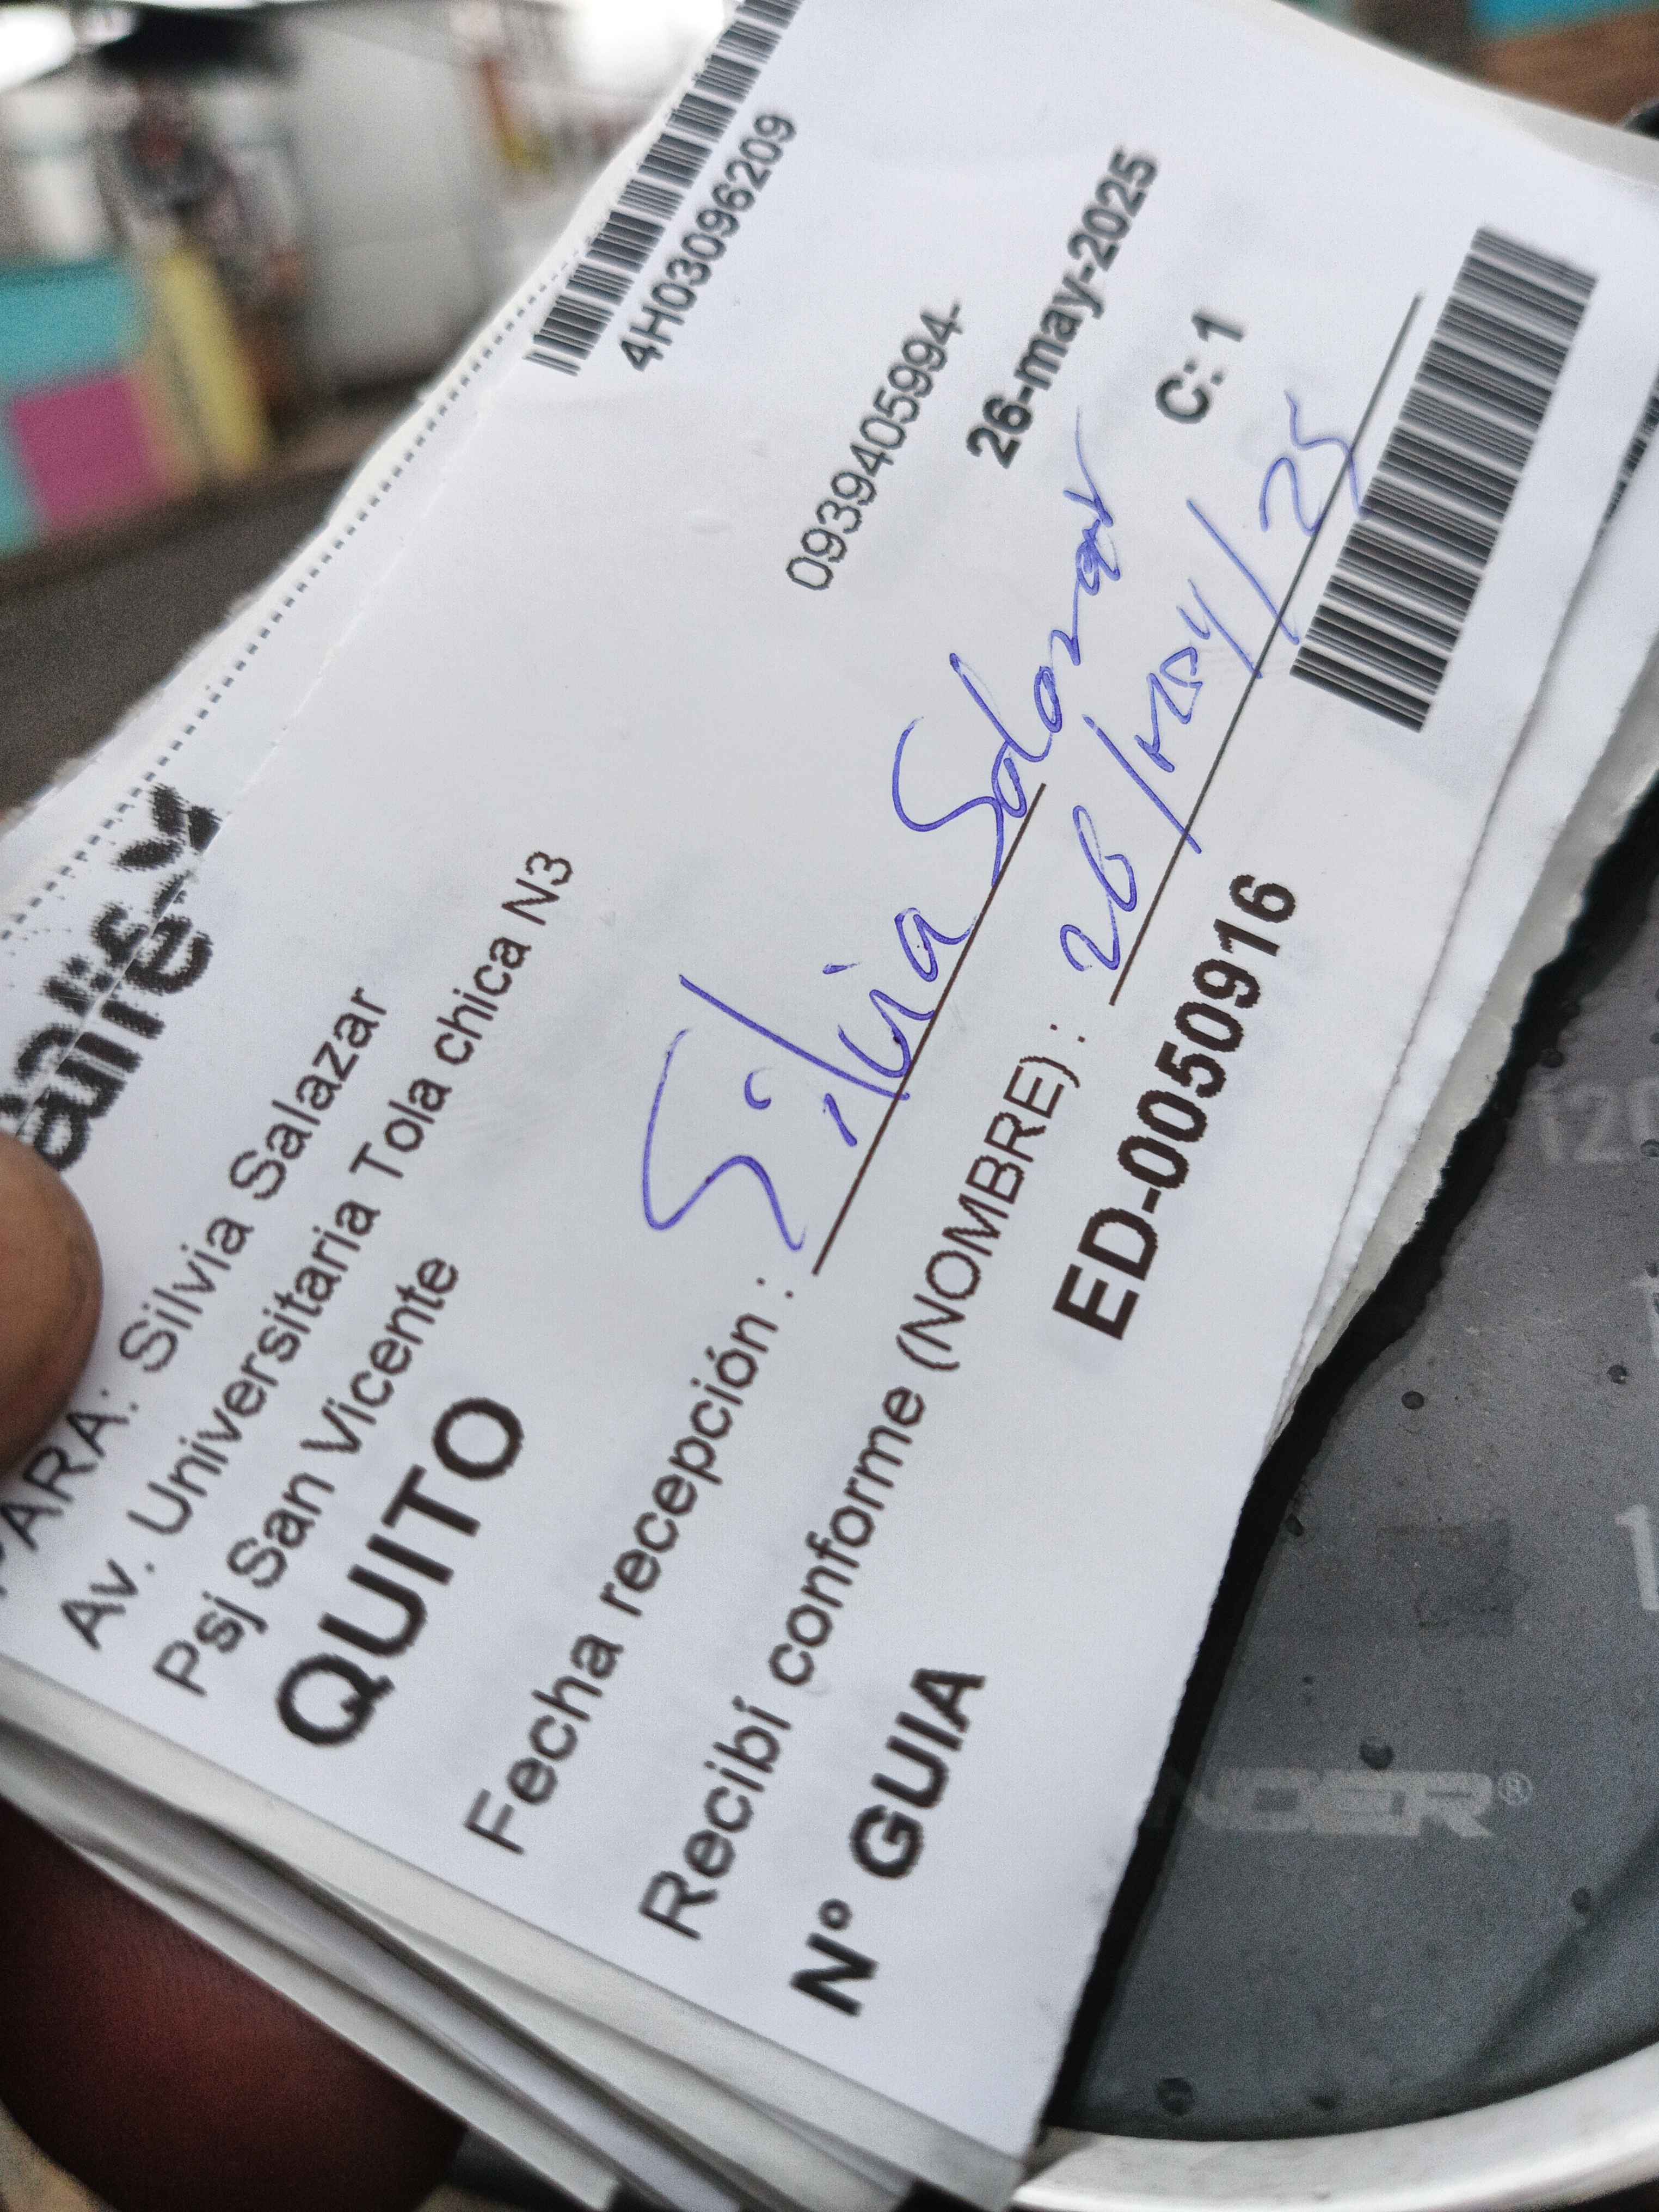 4H03096209
PARA: Silvia Salazar
Av. Universitaria Tola chica N3
Psj San Vicente
0939405994-
QUITO
26-may-2025
Fecha recepción : Silvia Salazar
C: 1
Recibí conforme (NOMBRE) : 26/may/25
Nº GUIA ED-0050916